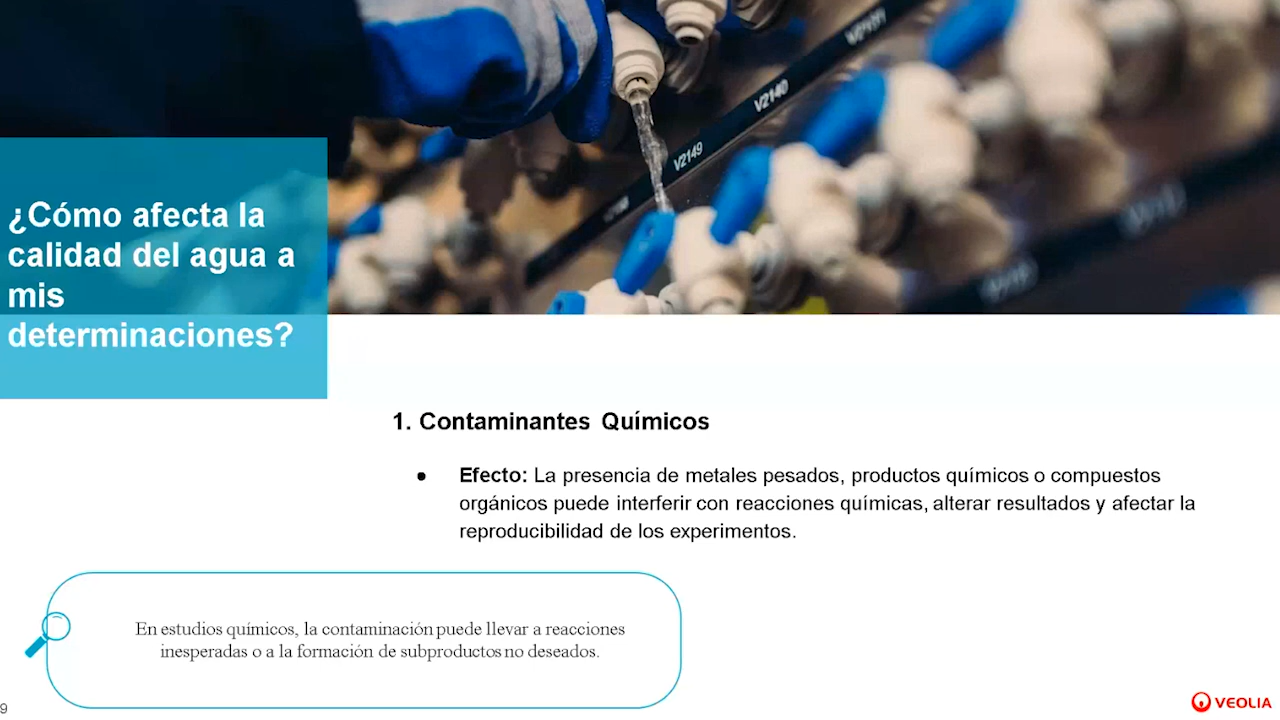 V2149
V2140
¿Cómo afecta la
calidad del agua a
mis
determinaciones?
1. Contaminantes Químicos
● Efecto: La presencia de metales pesados, productos químicos o compuestos
orgánicos puede interferir con reacciones químicas, alterar resultados y afectar la
reproducibilidad de los experimentos.
En estudios químicos, la contaminación puede llevar a reacciones
inesperadas o a la formación de subproductos no deseados.
9
VEOLIA